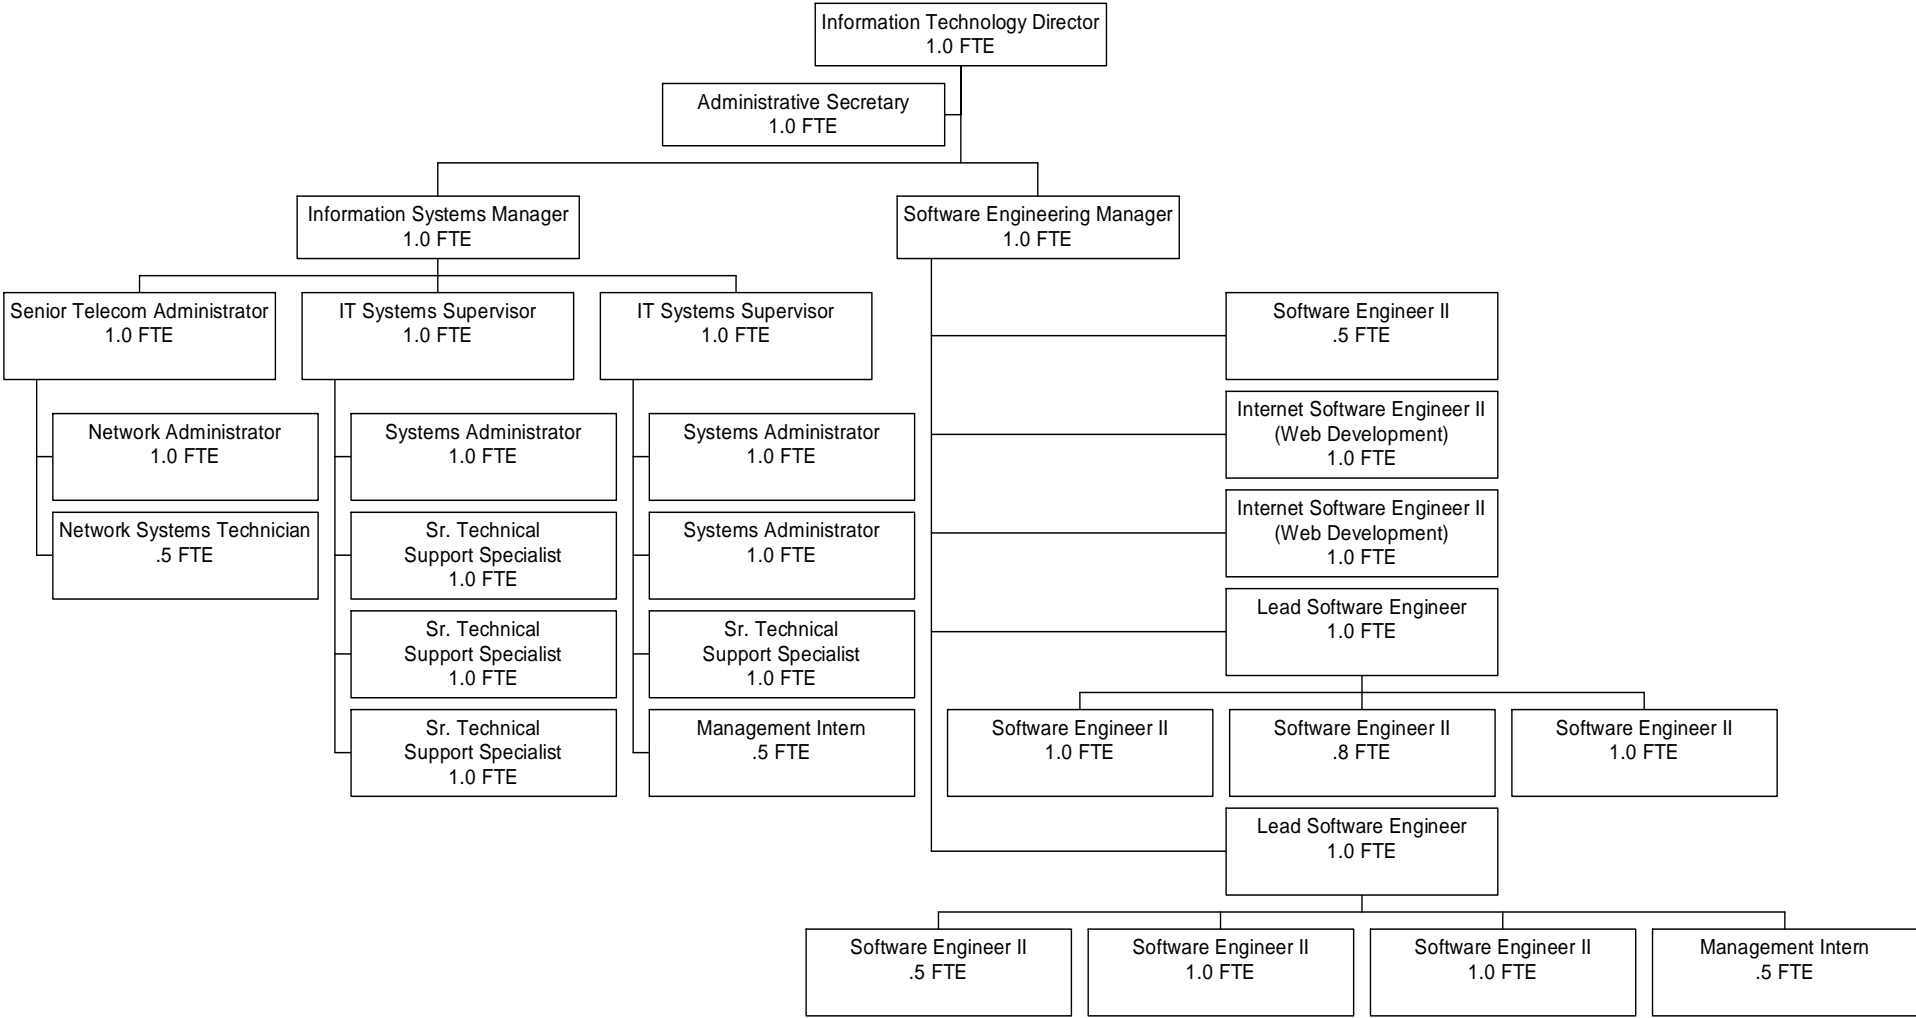 Information Technology Director
1.0 FTE
Administrative Secretary
1.0 FTE
Information Systems Manager
1.0 FTE
Software Engineering Manager
1.0 FTE
Senior Telecom Administrator
1.0 FTE
IT Systems Supervisor
1.0 FTE
IT Systems Supervisor
1.0 FTE
Network Administrator
1.0 FTE
Network Systems Technician
.5 FTE
Systems Administrator
1.0 FTE
Sr. Technical
Support Specialist
1.0 FTE
Sr. Technical
Support Specialist
1.0 FTE
Sr. Technical
Support Specialist
1.0 FTE
Systems Administrator
1.0 FTE
Systems Administrator
1.0 FTE
Sr. Technical
Support Specialist
1.0 FTE
Management Intern
.5 FTE
Software Engineer II
.5 FTE
Internet Software Engineer II
(Web Development)
1.0 FTE
Internet Software Engineer II
(Web Development)
1.0 FTE
Lead Software Engineer
1.0 FTE
Software Engineer II
1.0 FTE
Software Engineer II
.8 FTE
Software Engineer II
1.0 FTE
Lead Software Engineer
1.0 FTE
Software Engineer II
.5 FTE
Software Engineer II
1.0 FTE
Software Engineer II
1.0 FTE
Management Intern
.5 FTE